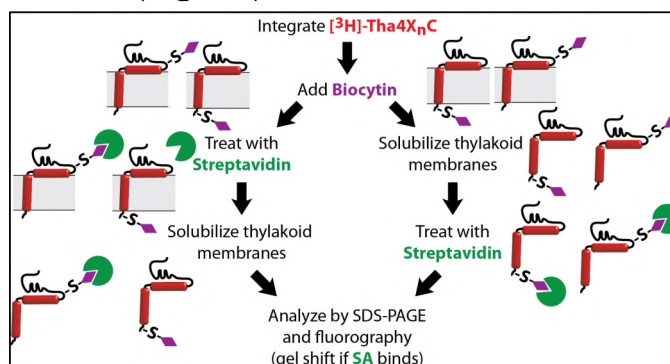 Integrate [³H]-Tha4XₙC
Add Biocytin
Treat with
Streptavidin
Solubilize thylakoid
membranes
Solubilize thylakoid
membranes
Treat with
Streptavidin
Analyze by SDS-PAGE
and fluorography
(gel shift if SA binds)
S
S
S
S
S
S
S
S
S
S
S
S